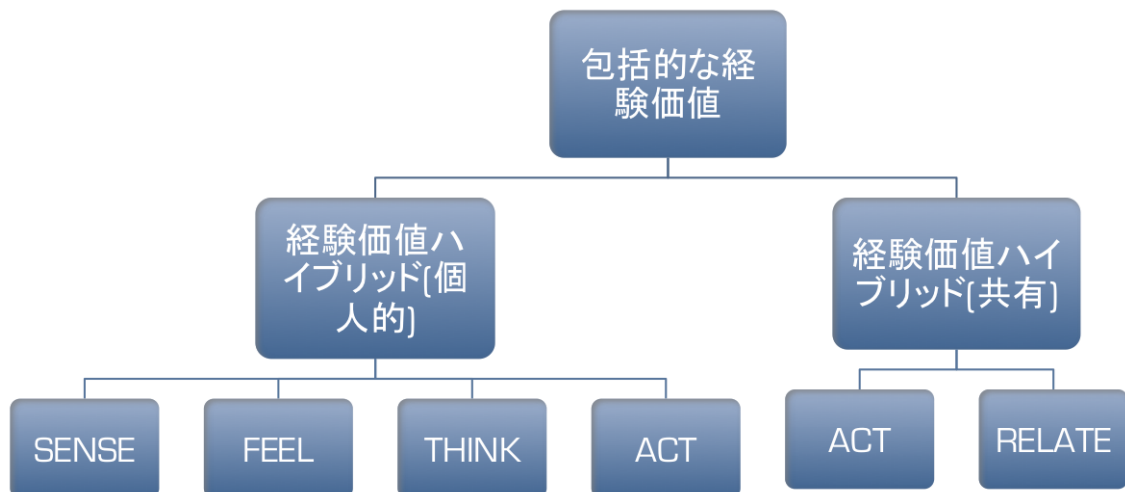 包括的な経
験価値
経験価値ハ
イブリッド(個
人的)
経験価値ハイ
ブリッド(共有)
SENSE
FEEL
THINK
ACT
ACT
RELATE